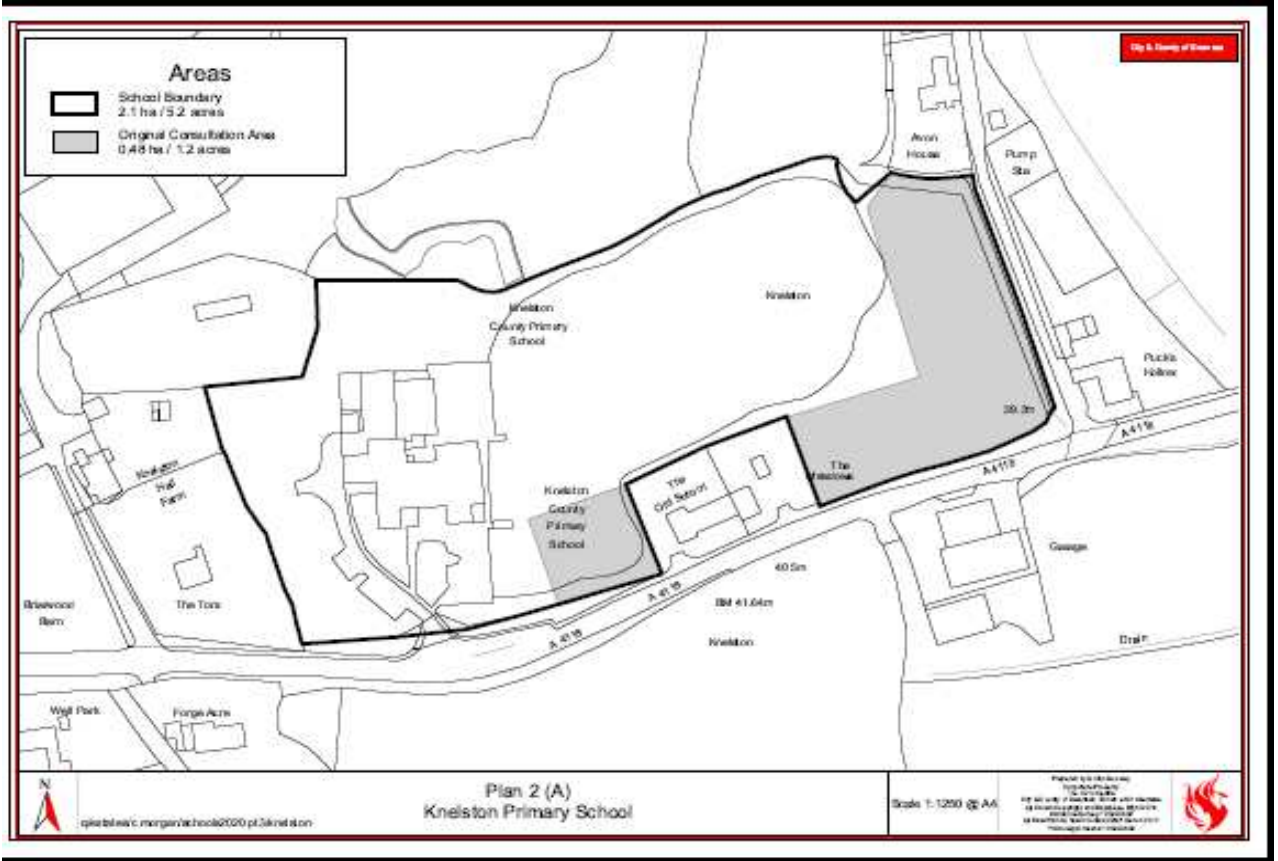 City & County of Swansea
Areas
School Boundary
2.1 ha / 5.2 acres
Original Consultation Area
0.48 ha / 1.2 acres
Avon
House
Pump
Sta
Knelston
County Primary
School
Knelston
Puck's
Hollow
39.3m
A 4118
A 4118
The
Meadows
The
Old School
Knelston
County
Primary
School
Knelston
Hall
Farm
The Tors
Briarwood
Barn
Garage
40.5m
A 4118
BM 41.64m
A 4118
Knelston
Drain
Well Park
Forge Acre
N
Plan 2 (A)
Knelston Primary School
Scale 1:1250 @ A4